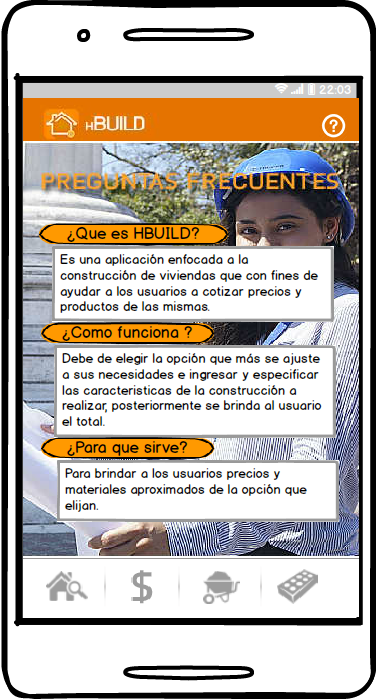 22:03
HBUILD
?
PREGUNTAS FRECUENTES
¿Que es HBUILD?
Es una aplicación enfocada a la
construcción de viviendas que con fines de
ayudar a los usuarios a cotizar precios y
productos de las mismas.
¿Como funciona ?
Debe de elegir la opción que más se ajuste
a sus necesidades e ingresar y especificar
las caracteristicas de la construcción a
realizar, posteriormente se brinda al usuario
el total.
¿Para que sirve?
Para brindar a los usuarios precios y
materiales aproximados de la opción que
elijan.
$